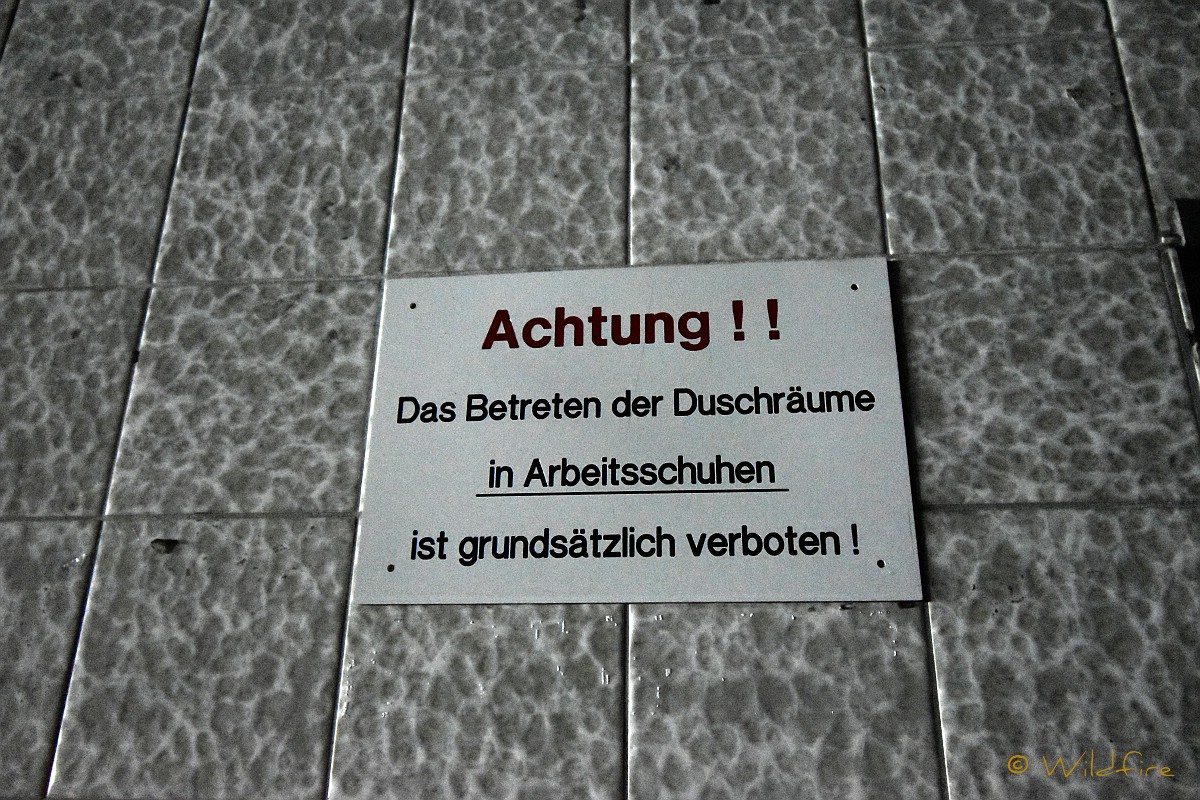 Achtung ! !
Das Betreten der Duschräume
in Arbeitsschuhen
ist grundsätzlich verboten !
© Wildfire